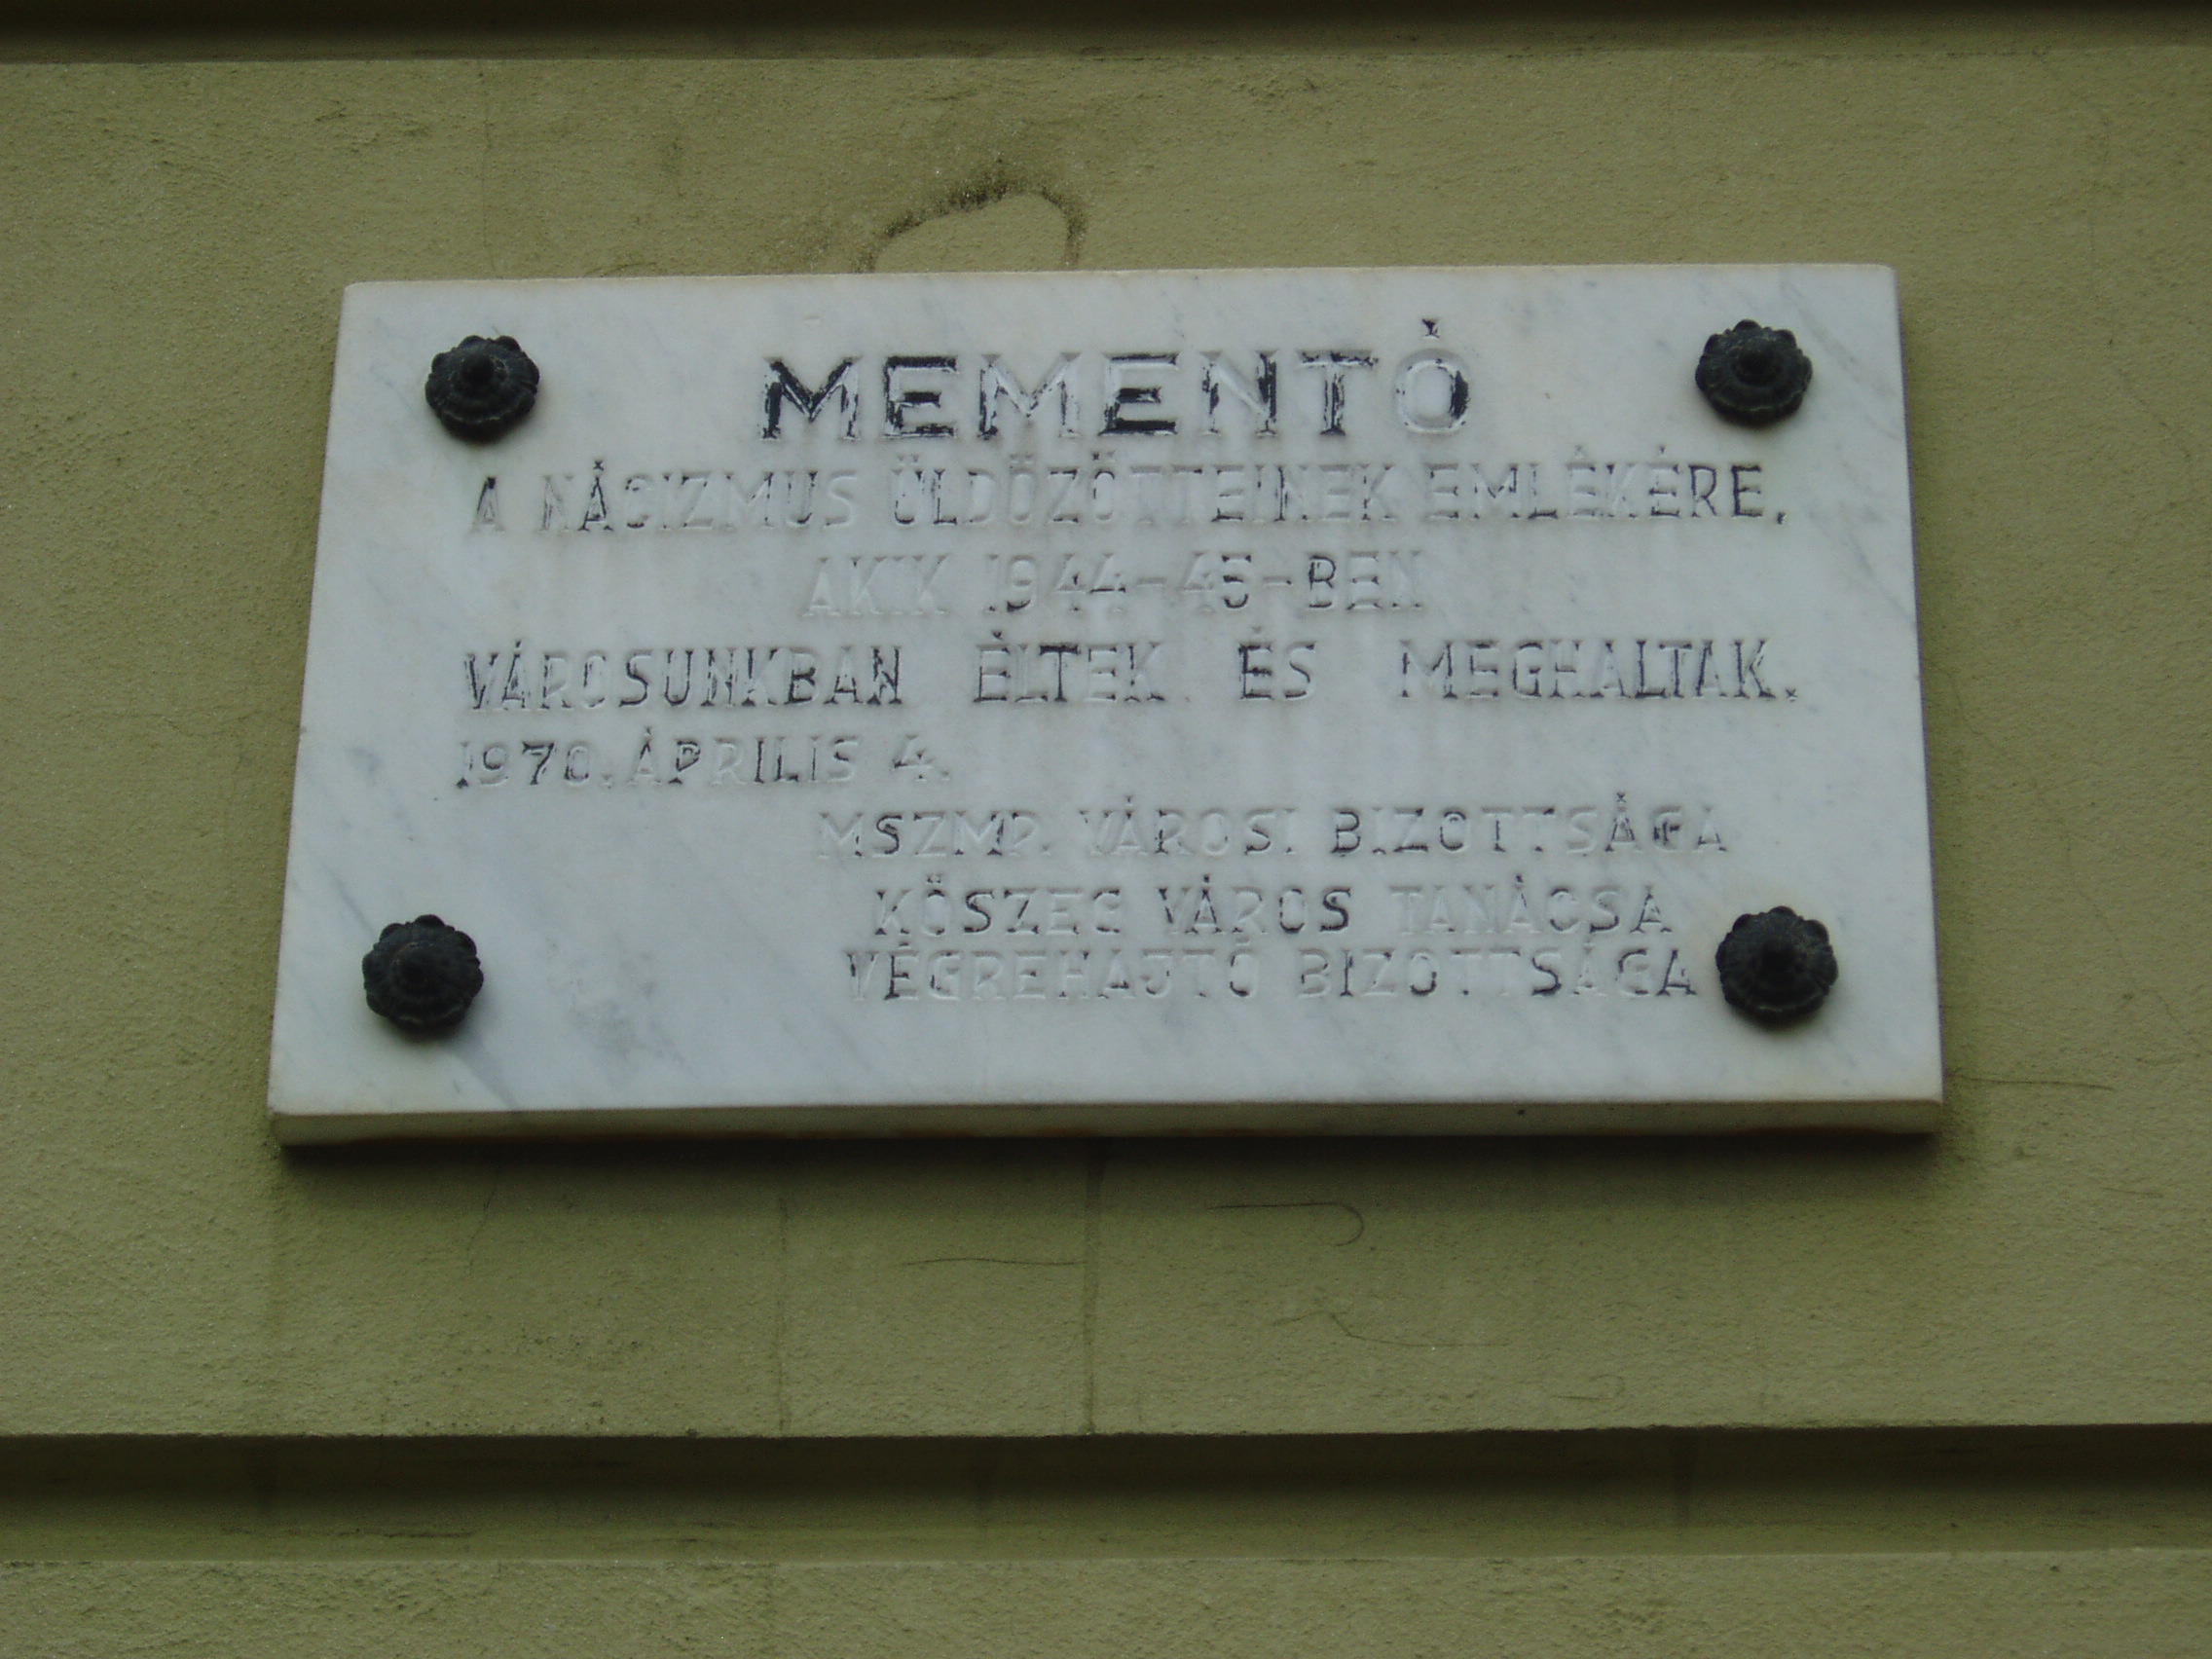 MEMENTÓ
A NÁCIZMUS ÜLDÖZÖTTEINEK EMLÉKÉRE,
AKIK 1944-45-BEN
VÁROSUNKBAN ÉLTEK ÉS MEGHALTAK.
1970. ÁPRILIS 4.
MSZMP. VÁROSI BIZOTTSÁGA
KŐSZEG VÁROS TANÁCSA
VÉGREHAJTÓ BIZOTTSÁGA